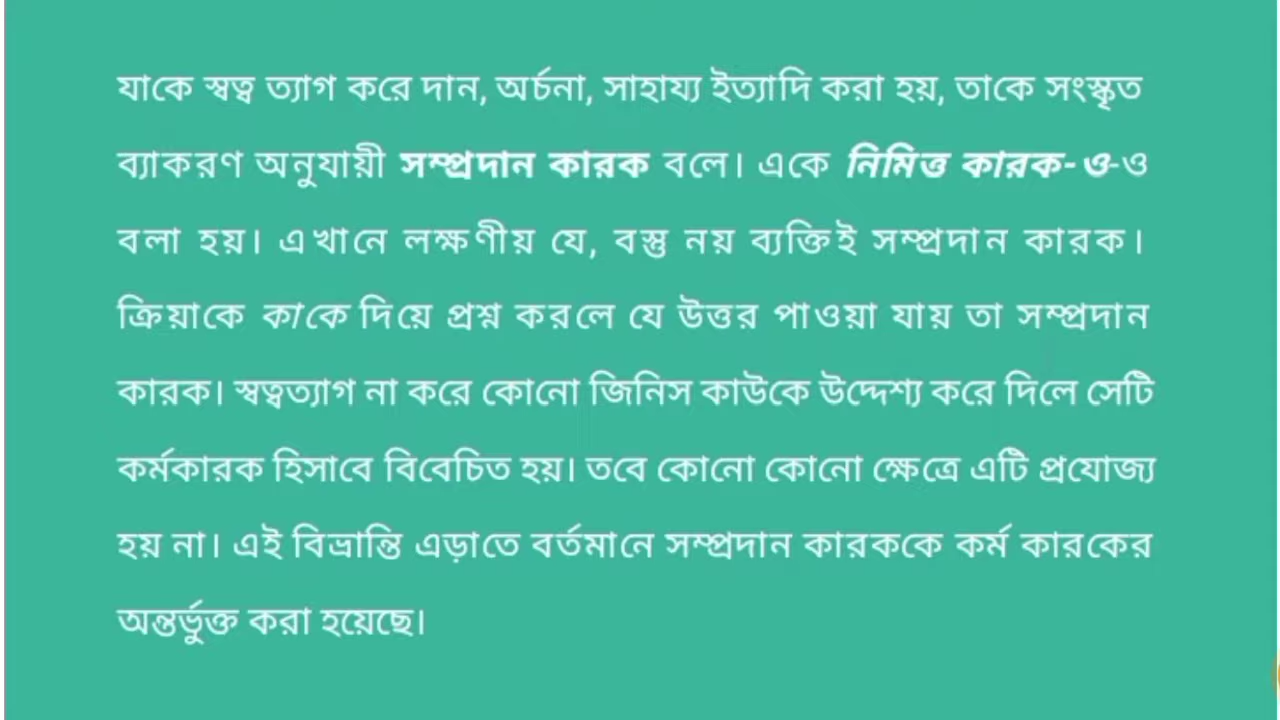 যাকে স্বত্ব ত্যাগ করে দান, অর্চনা, সাহায্য ইত্যাদি করা হয়, তাকে সংস্কৃত
ব্যাকরণ অনুযায়ী সম্প্রদান কারক বলে। একে নিমিত্ত কারক-ও-ও
বলা হয়। এখানে লক্ষণীয় যে, বস্তু নয় ব্যক্তিই সম্প্রদান কারক।
ক্রিয়াকে কাকে দিয়ে প্রশ্ন করলে যে উত্তর পাওয়া যায় তা সম্প্রদান
কারক। স্বত্বত্যাগ না করে কোনো জিনিস কাউকে উদ্দেশ্য করে দিলে সেটি
কর্মকারক হিসাবে বিবেচিত হয়। তবে কোনো কোনো ক্ষেত্রে এটি প্রযোজ্য
হয় না। এই বিভ্রান্তি এড়াতে বর্তমানে সম্প্রদান কারককে কর্ম কারকের
অন্তর্ভুক্ত করা হয়েছে।